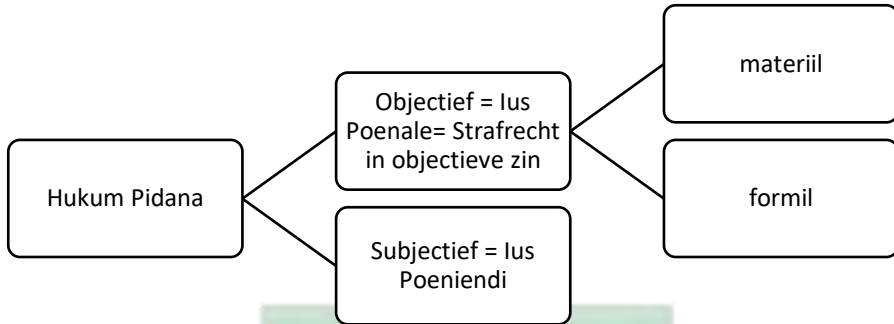 Hukum Pidana
Objectief = Ius
Poenale= Strafrecht
in objectieve zin
Subjectief = Ius
Poeniendi
materiil
formil